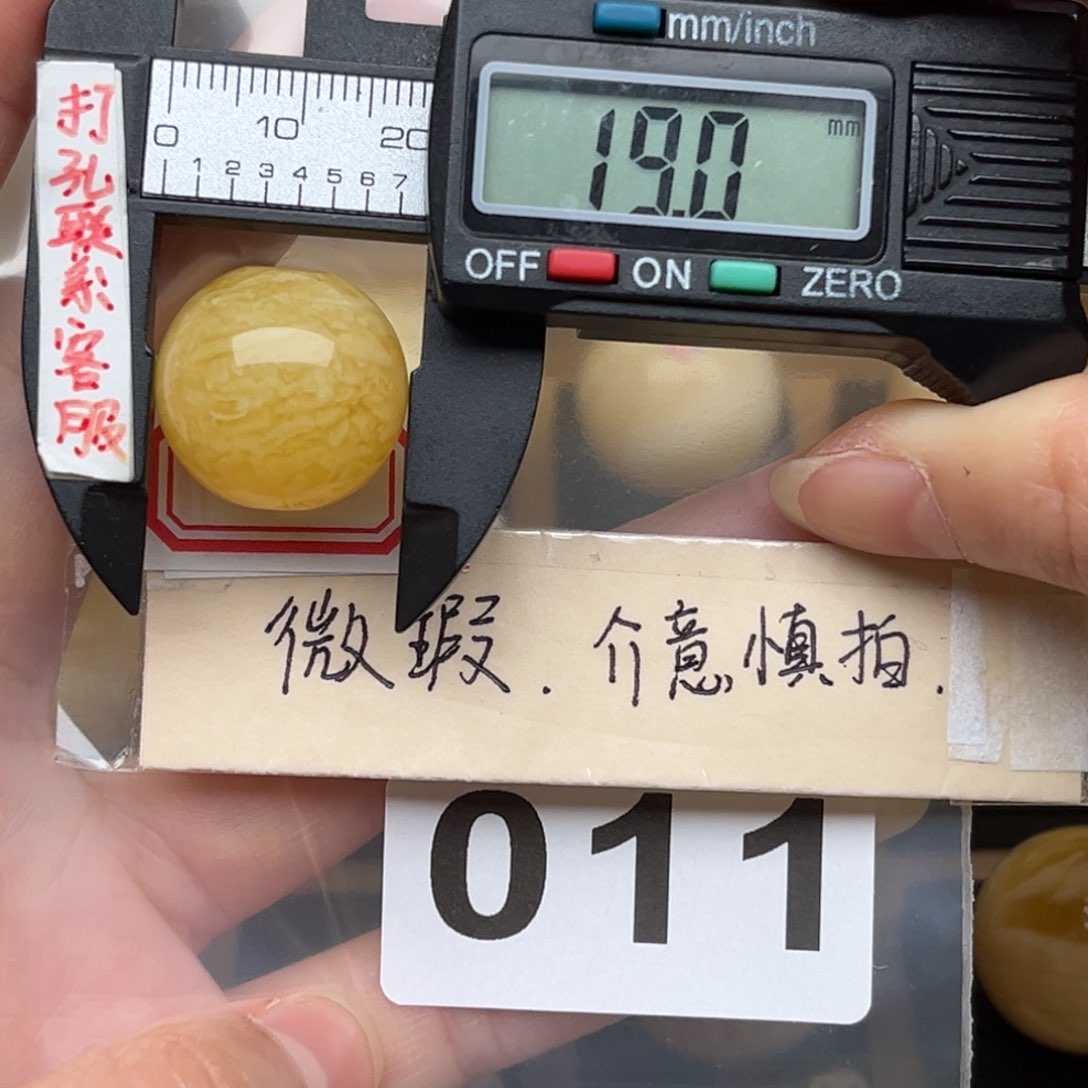 mm/inch
19.0 mm
OFF ON ZERO
0 10 20
1 2 3 4 5 6 7
打孔联系客服
微瑕.介意慎拍.
011